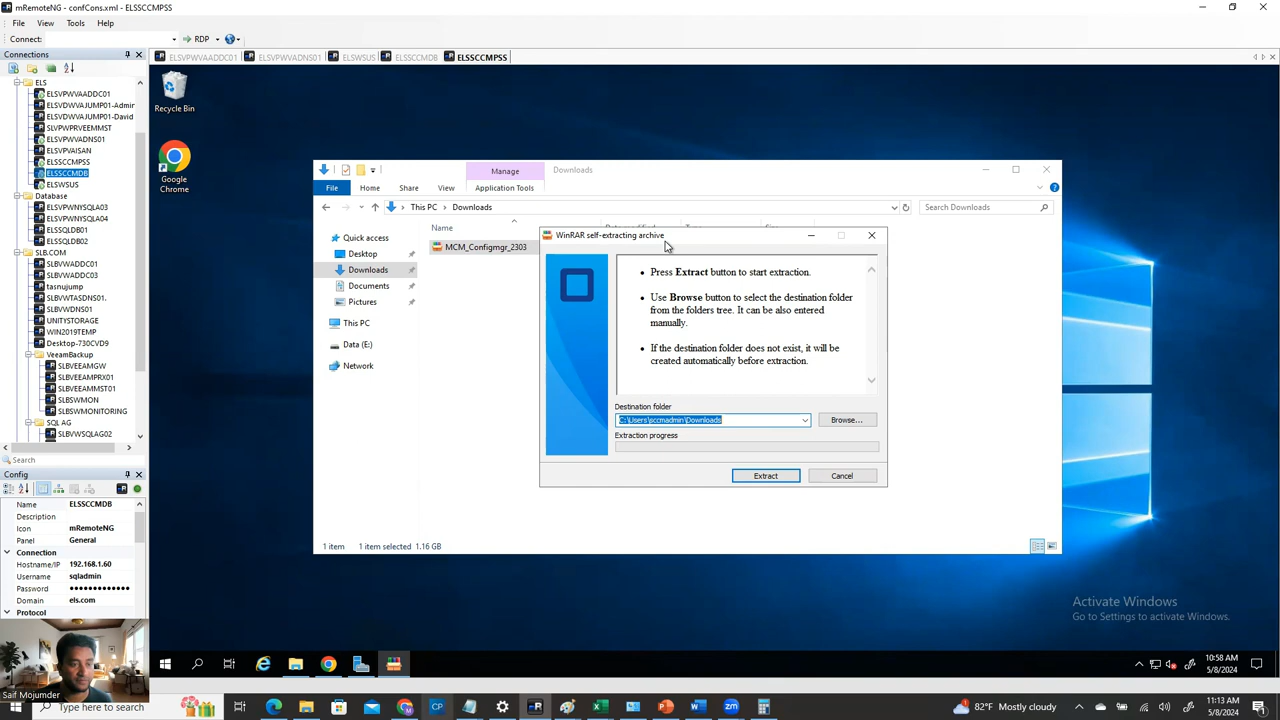 mRemoteNG - confCons.xml - ELSSCCMPSS
File View Tools Help
Connect: RDP
Connections
ELS
ELSVPWVAADDC01
ELSVDWVAJUMP01-Admin
ELSVDWVAJUMP01-David
SLVPWPRVEEMMST
ELSVPWVADNS01
ELSVPVAISAN
ELSSCCMPSS
ELSSCCMDB
ELSWSUS
Database
ELSVPWVNYSQLA03
ELSVPWVNYSQLA04
ELSSQLDB01
ELSSQLDB02
SLB.COM
SLBVWADDC01
SLBVWADDC03
tasnujump
SLBVWTASDNS01.
SLBVWDNS01
UNITYSTORAGE
WIN2019TEMP
Desktop-730CVD9
VeeamBackup
SLBVEEAMGW
SLBVEEAMPRX01
SLBVEEAMMST01
SLBSWMON
SLBSWMONITORING
SQL AG
SLBVWSQLVAG02
Search
Config
Name ELSSCCMDB
Description
Icon mRemoteNG
Panel General
Connection
Hostname/IP 192.168.1.60
Username sqladmin
Password ●●●●●●●●●●●●●
Domain els.com
Protocol
Saif Mojumder
ELSVPWVAADDC01 ELSVPWVADNS01 ELSWSUS ELSSCCMDB ELSSCCMPSS
Recycle Bin
Google
Chrome
Manage Downloads
File Home Share View Application Tools
This PC Downloads
Search Downloads
Name
MCM_Configmgr_2303
Quick access
Desktop
Downloads
Documents
Pictures
This PC
Data (E:)
Network
1 item 1 item selected 1.16 GB
WinRAR self-extracting archive
• Press Extract button to start extraction.
• Use Browse button to select the destination folder
from the folders tree. It can be also entered
manually.
• If the destination folder does not exist, it will be
created automatically before extraction.
Destination folder
C:\Users\sccmadmin\Downloads
Browse...
Extraction progress
Extract Cancel
Activate Windows
Go to Settings to activate Windows.
10:58 AM
5/8/2024
Type here to search
82°F Mostly cloudy
11:13 AM
5/8/2024